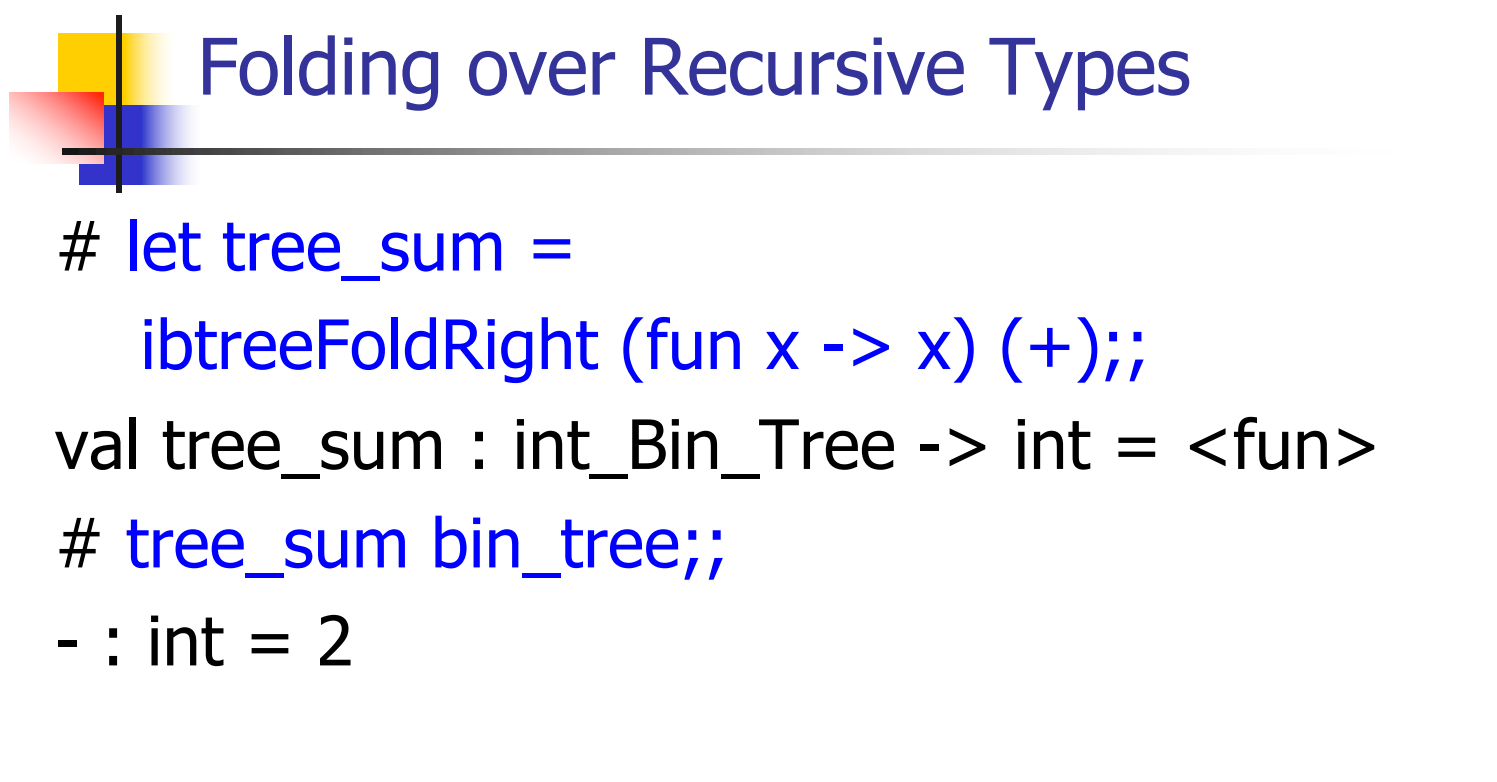 Folding over Recursive Types
# let tree_sum =
ibtreeFoldRight (fun x -> x) (+);;
val tree_sum : int_Bin_Tree -> int = <fun>
# tree_sum bin_tree;;
- : int = 2